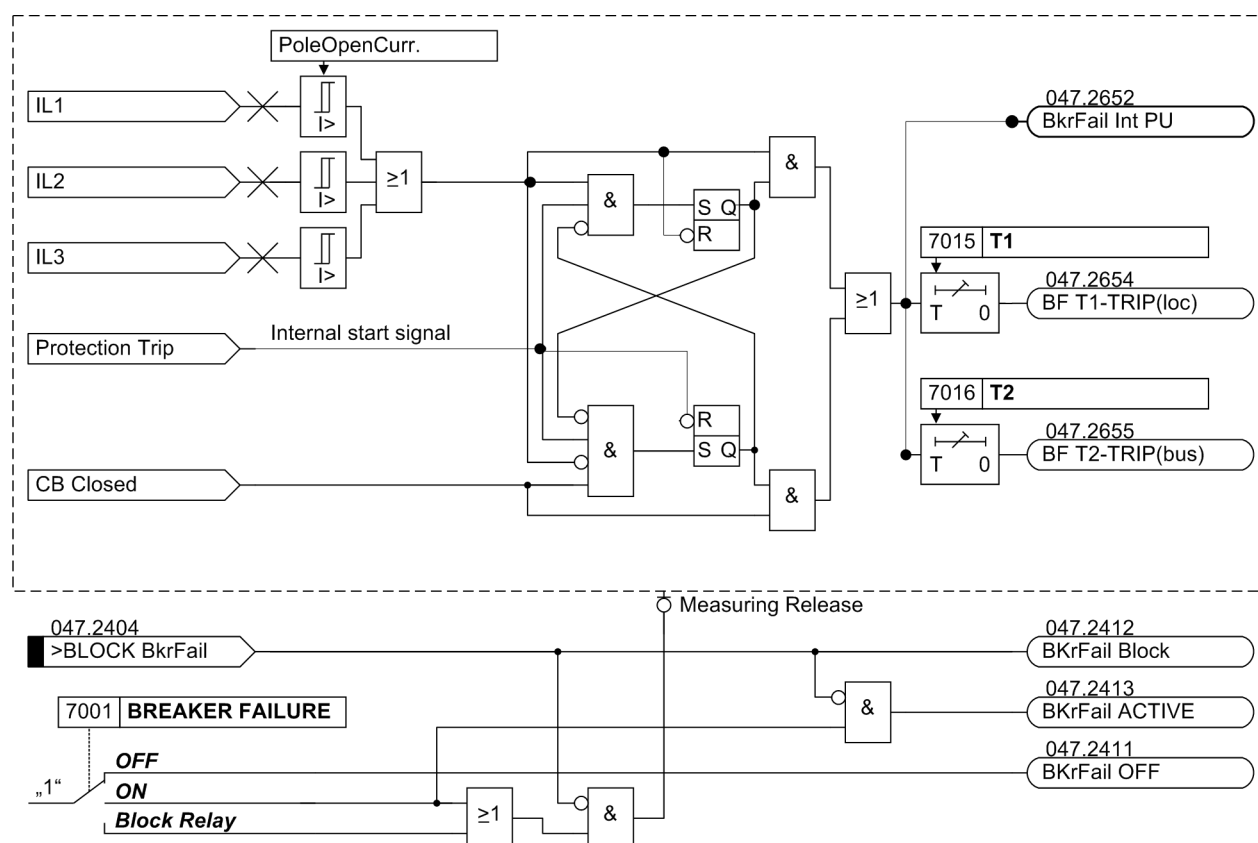 PoleOpenCurr.
IL1
I>
IL2
I>
IL3
I>
≥1
&
S Q
R
&
047.2652
BkrFail Int PU
7015 T1
≥1
T 0
047.2654
BF T1-TRIP(loc)
Protection Trip
Internal start signal
7016 T2
&
R
S Q
T 0
047.2655
BF T2-TRIP(bus)
CB Closed
&
Measuring Release
047.2404
>BLOCK BkrFail
047.2412
BKrFail Block
7001 BREAKER FAILURE
&
047.2413
BKrFail ACTIVE
„1“
OFF
047.2411
BKrFail OFF
ON
Block Relay
≥1
&